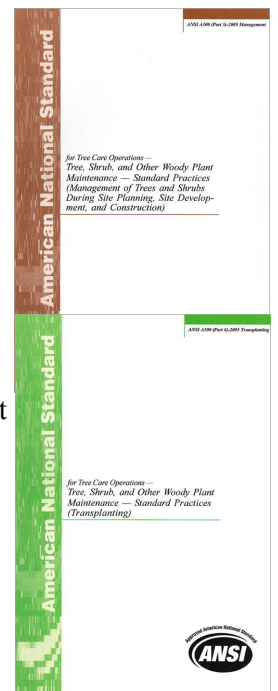 ANSI A300 (Part 5)-2005 Management
American National Standard
for Tree Care Operations —
Tree, Shrub, and Other Woody Plant
Maintenance — Standard Practices
(Management of Trees and Shrubs
During Site Planning, Site Develop-
ment, and Construction)
t
ANSI A300 (Part 6)-2005 Transplanting
American National Standard
for Tree Care Operations —
Tree, Shrub, and Other Woody Plant
Maintenance — Standard Practices
(Transplanting)
Approved American National Standard
ANSI